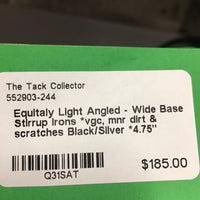 The Tack Collector
552903-244
Equitaly Light Angled - Wide Base
Stirrup Irons *vgc, mnr dirt &
scratches Black/Silver *4.75"
$185.00
Q31SAT